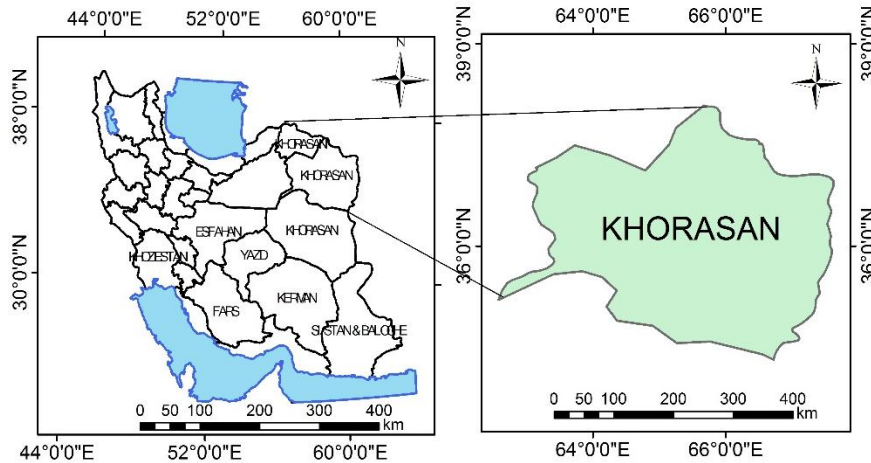 44°0'0"E 52°0'0"E 60°0'0"E
38°0'0"N
30°0'0"N
N
KHORASAN
KHORASAN
KHORASAN
ESFAHAN
YAZD
KHOZESTAN
FARS
KERMAN
SISTAN & BALOCHE
0 50 100 200 300 400
km
44°0'0"E 52°0'0"E 60°0'0"E
64°0'0"E 66°0'0"E
39°0'0"N
36°0'0"N
N
KHORASAN
39°0'0"N
36°0'0"N
0 50 100 200 300 400
km
64°0'0"E 66°0'0"E